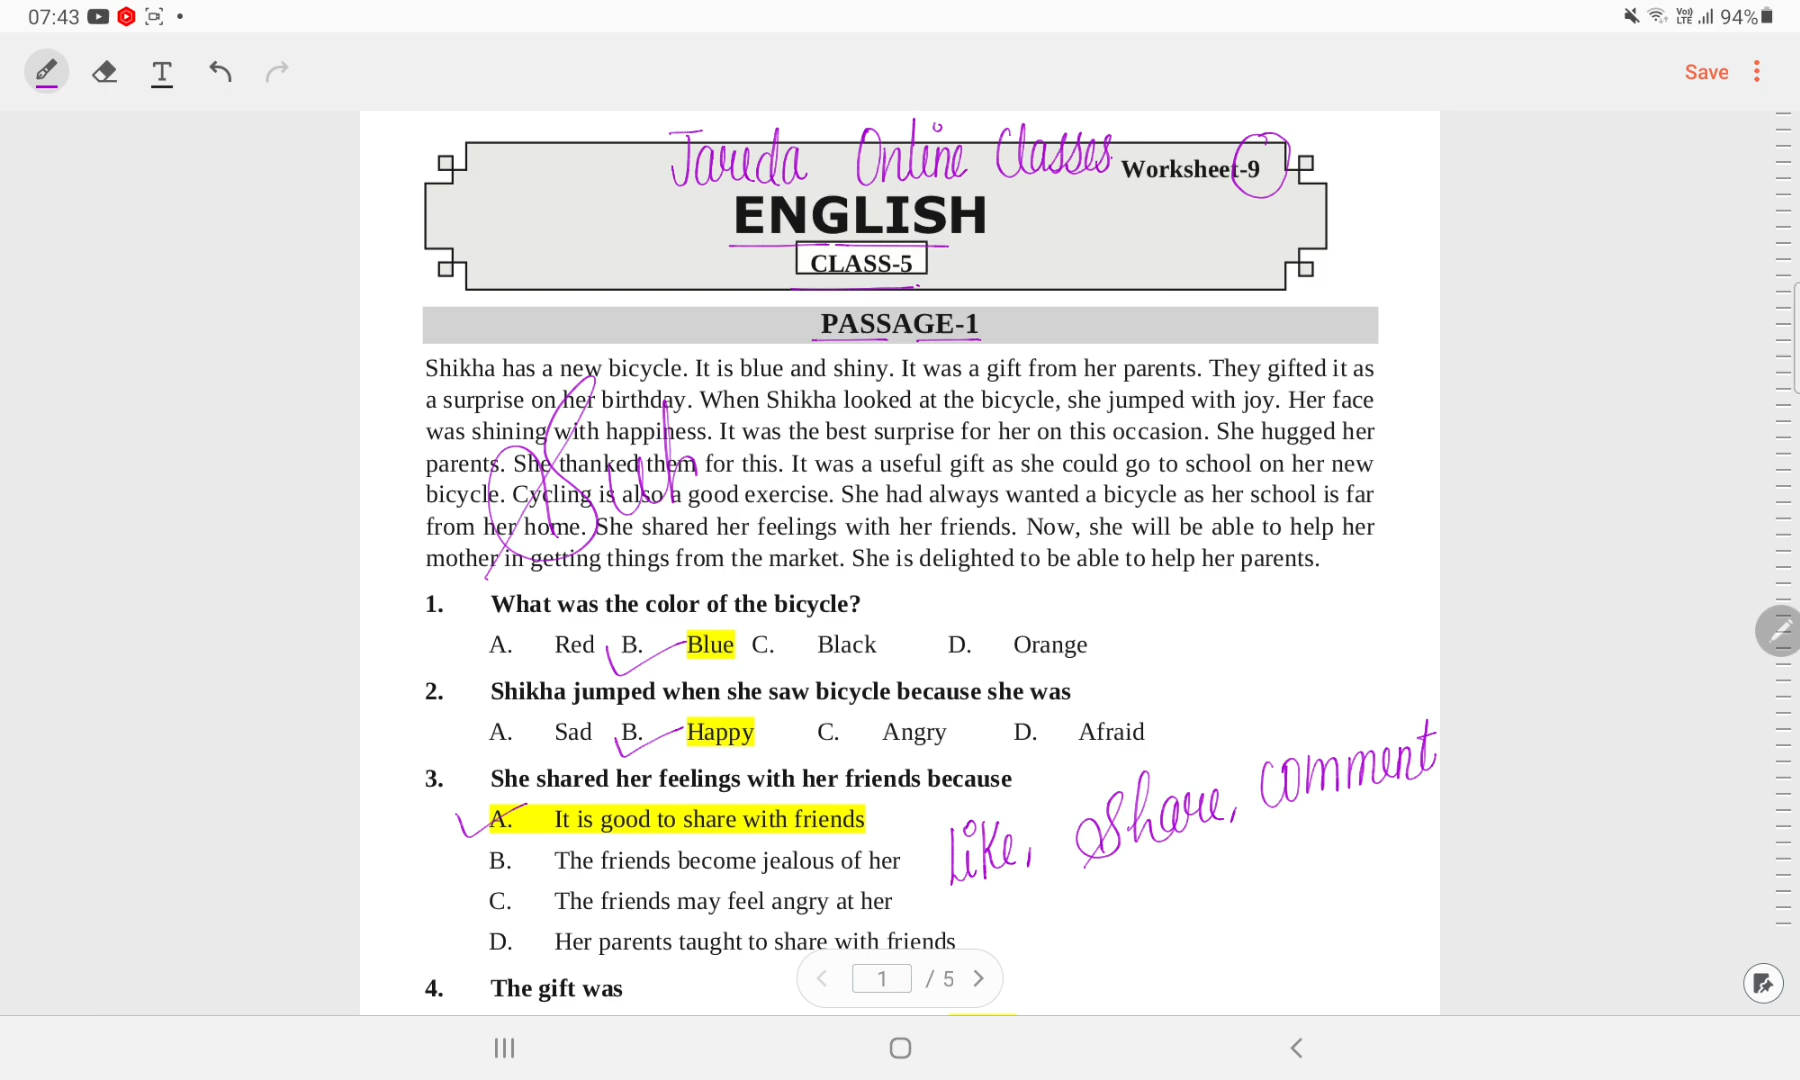 07:43
94%
Save
Jaruda Online Classes
Worksheet-9
ENGLISH
CLASS-5
PASSAGE-1
Shikha has a new bicycle. It is blue and shiny. It was a gift from her parents. They gifted it as
a surprise on her birthday. When Shikha looked at the bicycle, she jumped with joy. Her face
was shining with happiness. It was the best surprise for her on this occasion. She hugged her
parents. She thanked them for this. It was a useful gift as she could go to school on her new
bicycle. Cycling is also a good exercise. She had always wanted a bicycle as her school is far
from her home. She shared her feelings with her friends. Now, she will be able to help her
mother in getting things from the market. She is delighted to be able to help her parents.
Sub
1. What was the color of the bicycle?
A. Red B. Blue C. Black D. Orange
2. Shikha jumped when she saw bicycle because she was
A. Sad B. Happy C. Angry D. Afraid
3. She shared her feelings with her friends because
A. It is good to share with friends
B. The friends become jealous of her
C. The friends may feel angry at her
D. Her parents taught to share with friends
Like, Share, comment
4. The gift was
1 / 5